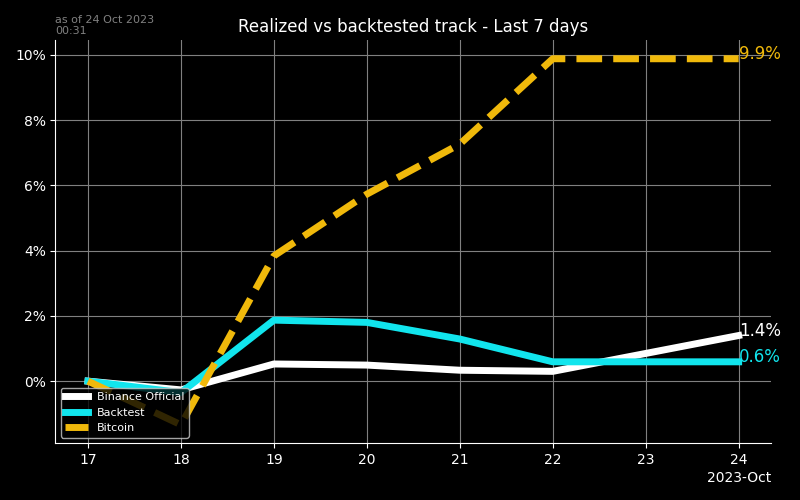 as of 24 Oct 2023
00:31
Realized vs backtested track - Last 7 days
10%
8%
6%
4%
2%
0%
9.9%
1.4%
0.6%
Binance Official
Backtest
Bitcoin
17 18 19 20 21 22 23 24
2023-Oct